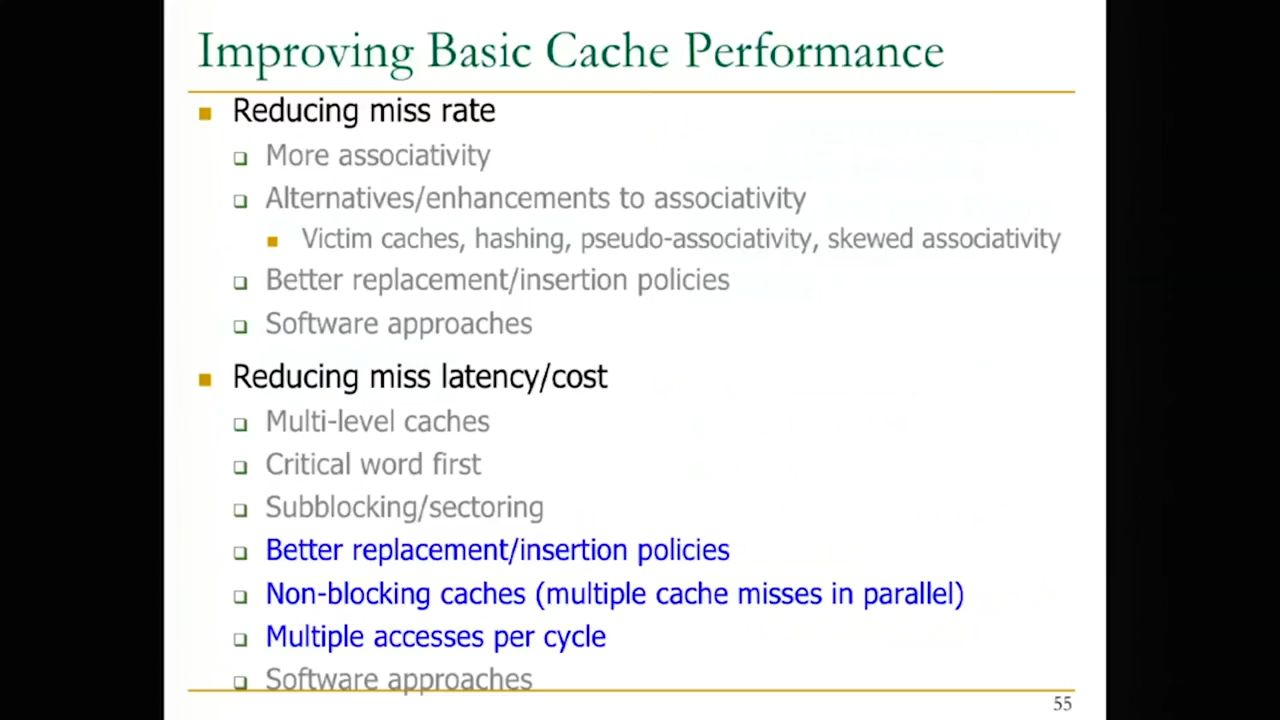 Improving Basic Cache Performance
Reducing miss rate
More associativity
Alternatives/enhancements to associativity
Victim caches, hashing, pseudo-associativity, skewed associativity
Better replacement/insertion policies
Software approaches
Reducing miss latency/cost
Multi-level caches
Critical word first
Subblocking/sectoring
Better replacement/insertion policies
Non-blocking caches (multiple cache misses in parallel)
Multiple accesses per cycle
Software approaches
55